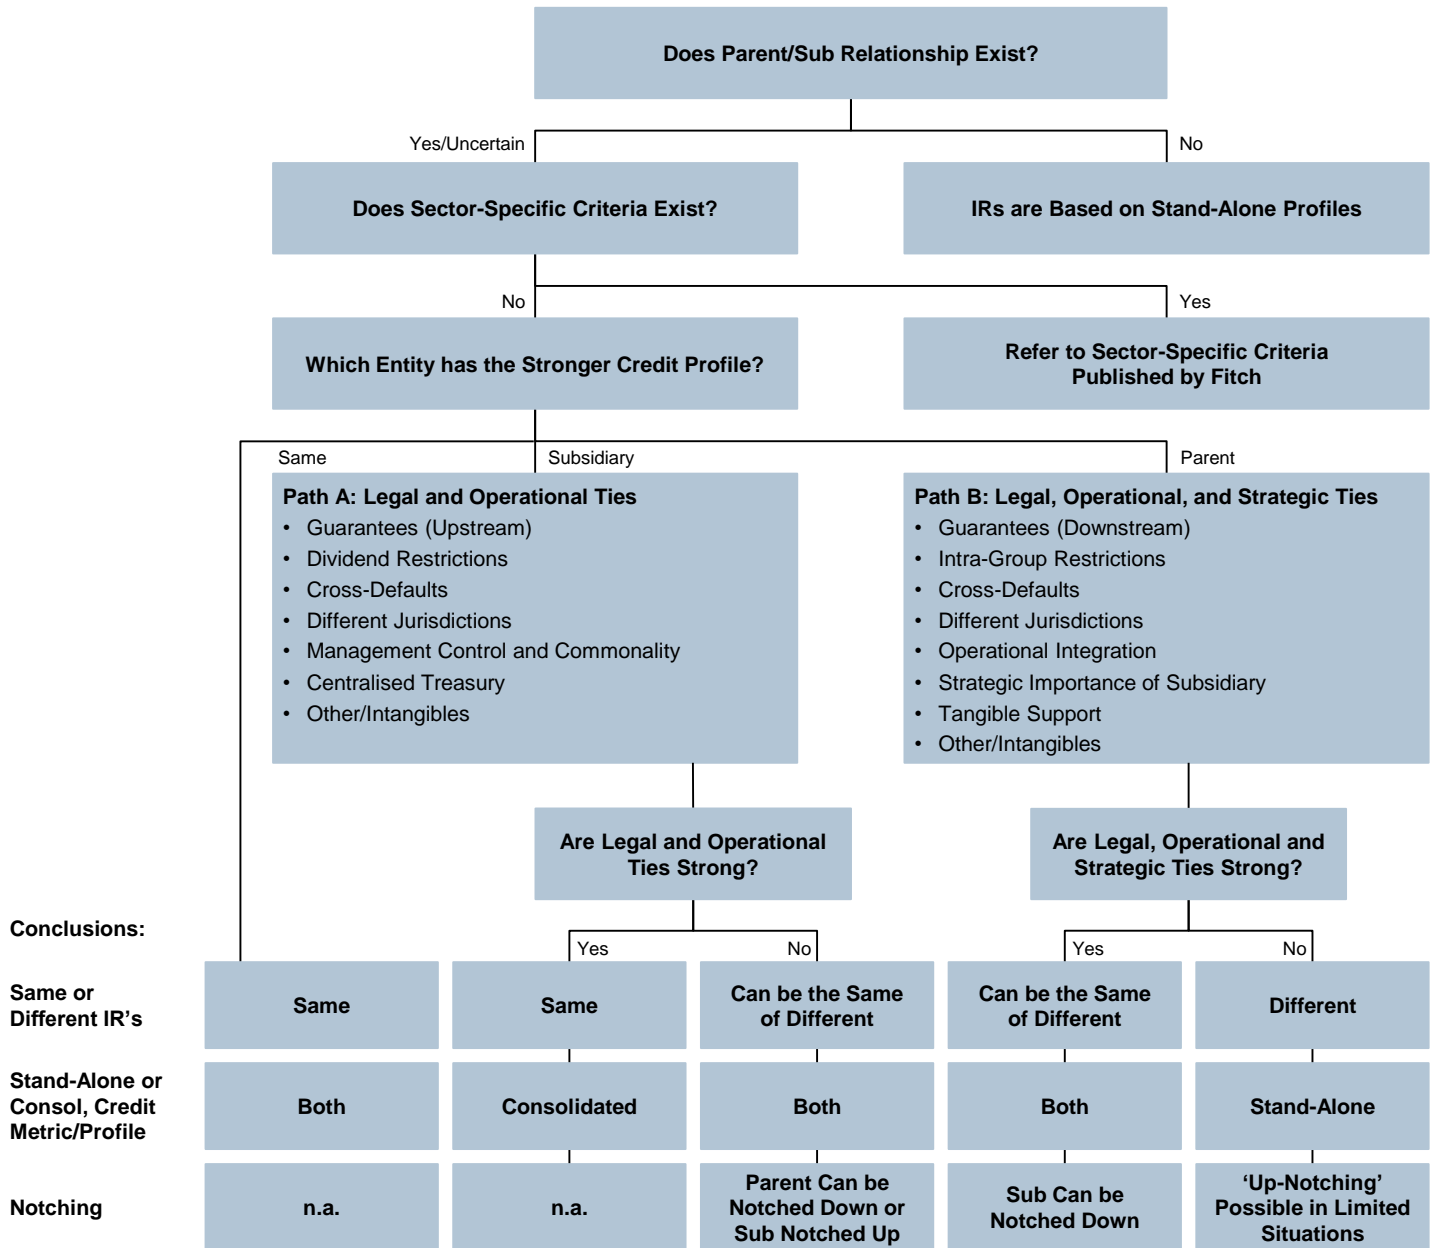 Does Parent/Sub Relationship Exist?
Yes/Uncertain
No
Does Sector-Specific Criteria Exist?
IRs are Based on Stand-Alone Profiles
No
Yes
Which Entity has the Stronger Credit Profile?
Refer to Sector-Specific Criteria
Published by Fitch
Same
Subsidiary
Parent
Path A: Legal and Operational Ties
• Guarantees (Upstream)
• Dividend Restrictions
• Cross-Defaults
• Different Jurisdictions
• Management Control and Commonality
• Centralised Treasury
• Other/Intangibles
Path B: Legal, Operational, and Strategic Ties
• Guarantees (Downstream)
• Intra-Group Restrictions
• Cross-Defaults
• Different Jurisdictions
• Operational Integration
• Strategic Importance of Subsidiary
• Tangible Support
• Other/Intangibles
Are Legal and Operational
Ties Strong?
Are Legal, Operational and
Strategic Ties Strong?
Conclusions:
Yes
No
Yes
No
Same or
Different IR's
Same
Same
Can be the Same
of Different
Can be the Same
of Different
Different
Stand-Alone or
Consol, Credit
Metric/Profile
Both
Consolidated
Both
Both
Stand-Alone
Notching
n.a.
n.a.
Parent Can be
Notched Down or
Sub Notched Up
Sub Can be
Notched Down
‘Up-Notching’
Possible in Limited
Situations